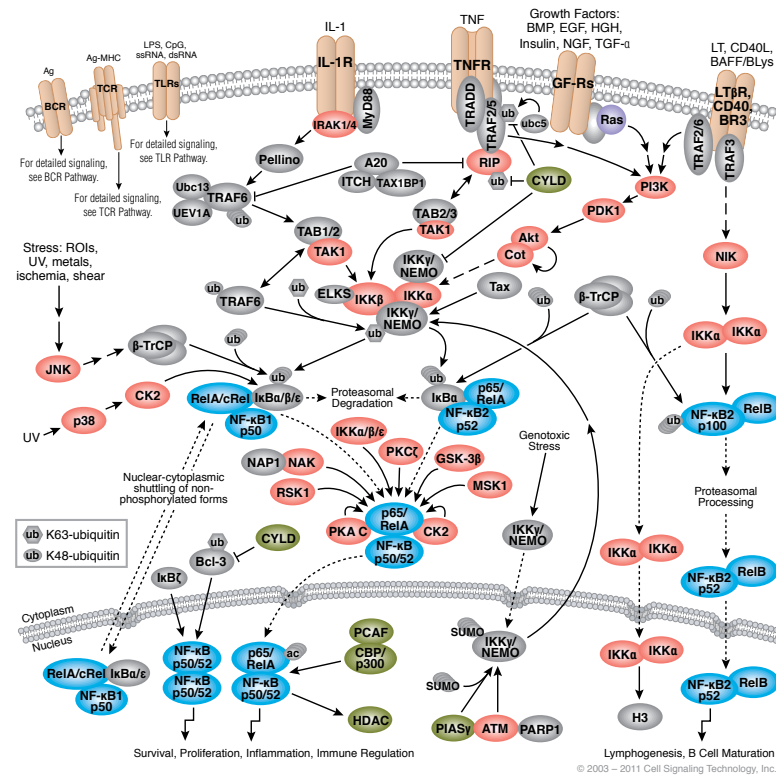 IL-1
TNF
Growth Factors:
BMP, EGF, HGH,
Insulin, NGF, TGF-α
LT, CD40L,
BAFF/BLys
Ag
Ag-MHC
LPS, CpG,
ssRNA, dsRNA
BCR
TCR
TLRs
IL-1R
MyD88
IRAK1/4
TNFR
TRADD
TRAF2/5
ub
ubc5
GF-Rs
Ras
LTβR,
CD40,
BR3
TRAF2/6
TRAF3
For detailed signaling,
see BCR Pathway.
For detailed signaling,
see TLR Pathway.
For detailed signaling,
see TCR Pathway.
Pellino
A20
ITCH
TAX1BP1
RIP
ub
CYLD
PI3K
Ubc13
TRAF6
UEV1A
ub
TAB2/3
TAK1
PDK1
TAB1/2
TAK1
Akt
Cot
NIK
Stress: ROIs,
UV, metals,
ischemia, shear
IKKγ/
NEMO
ub
TRAF6
ub
ELKS
IKKβ
IKKα
IKKγ/
NEMO
ub
Tax
ub
β-TrCP
ub
IKKα
IKKα
JNK
β-TrCP
ub
CK2
p38
UV
ub
RelA/cRel
IκBα/β/ε
NF-κB1
p50
Proteasomal
Degradation
ub
IκBα
p65/
RelA
NF-κB2
p52
ub
NF-κB2
p100
RelB
IKKα/β/ε
PKCζ
GSK-3β
NAP1
NAK
RSK1
MSK1
Genotoxic
Stress
Nuclear-cytoplasmic
shuttling of non-
phosphorylated forms
Proteasomal
Processing
p65/
RelA
PKA C
CK2
NF-κB
p50/52
IKKγ/
NEMO
ub K63-ubiquitin
ub K48-ubiquitin
ub
Bcl-3
CYLD
IκBζ
IKKα
IKKα
NF-κB2
p52
RelB
Cytoplasm
Nucleus
RelA/cRel
IκBα/ε
NF-κB1
p50
NF-κB
p50/52
NF-κB
p50/52
p65/
RelA
ac
NF-κB
p50/52
PCAF
CBP/
p300
HDAC
SUMO
IKKγ/
NEMO
SUMO
PIASγ
ATM
PARP1
IKKα
IKKα
H3
NF-κB2
p52
RelB
Survival, Proliferation, Inflammation, Immune Regulation
Lymphogenesis, B Cell Maturation
© 2003 – 2011 Cell Signaling Technology, Inc.